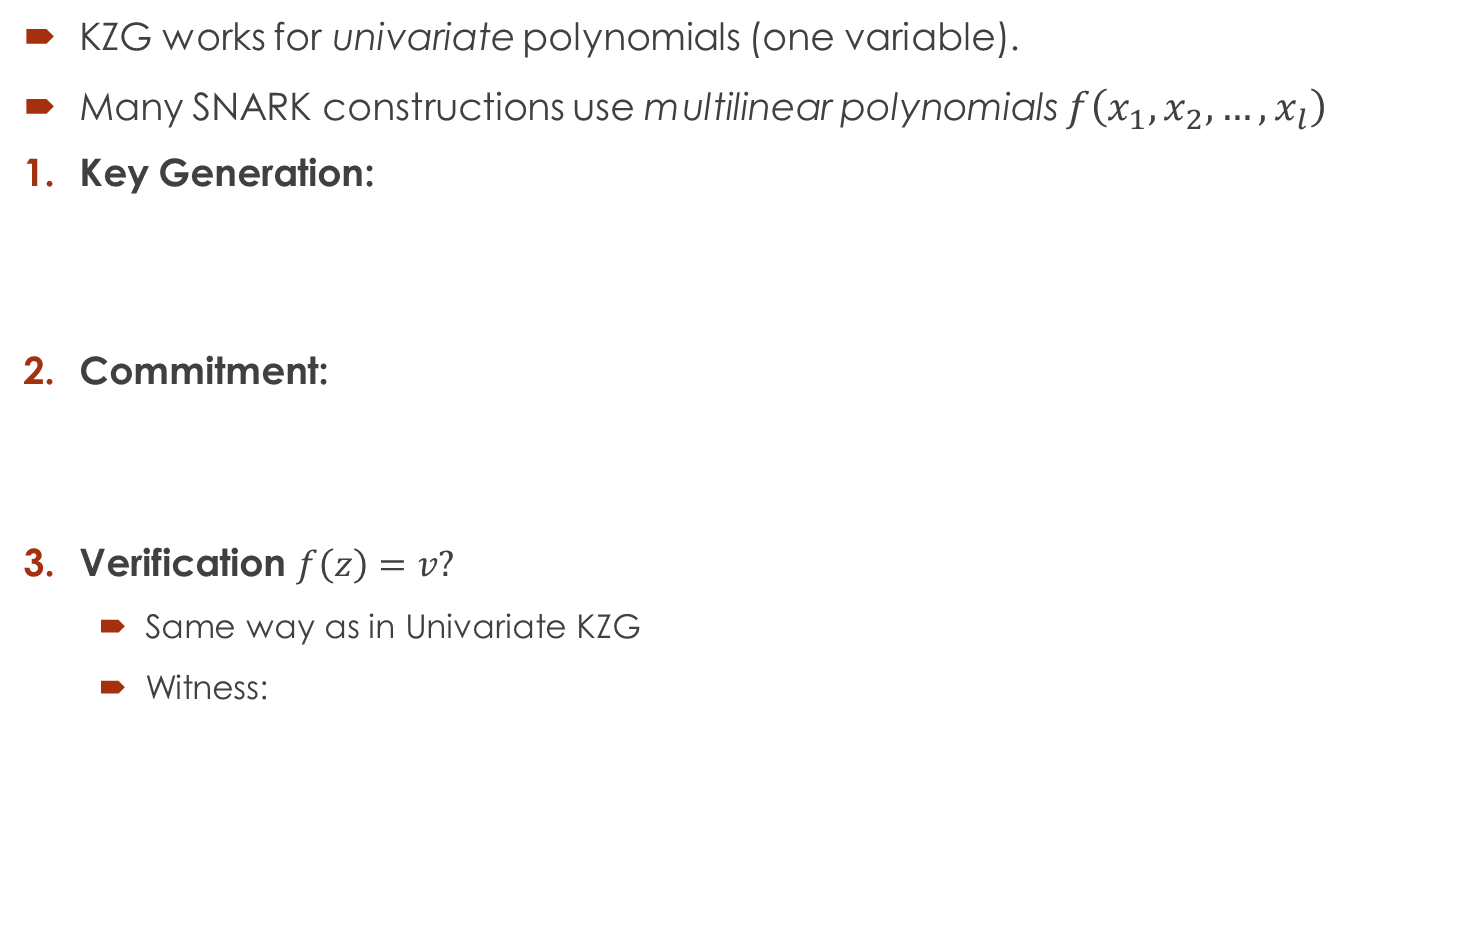 KZG works for univariate polynomials (one variable).
Many SNARK constructions use multilinear polynomials f(x₁, x₂, … , xₗ)
1. Key Generation:
2. Commitment:
3. Verification f(z) = v?
Same way as in Univariate KZG
Witness: